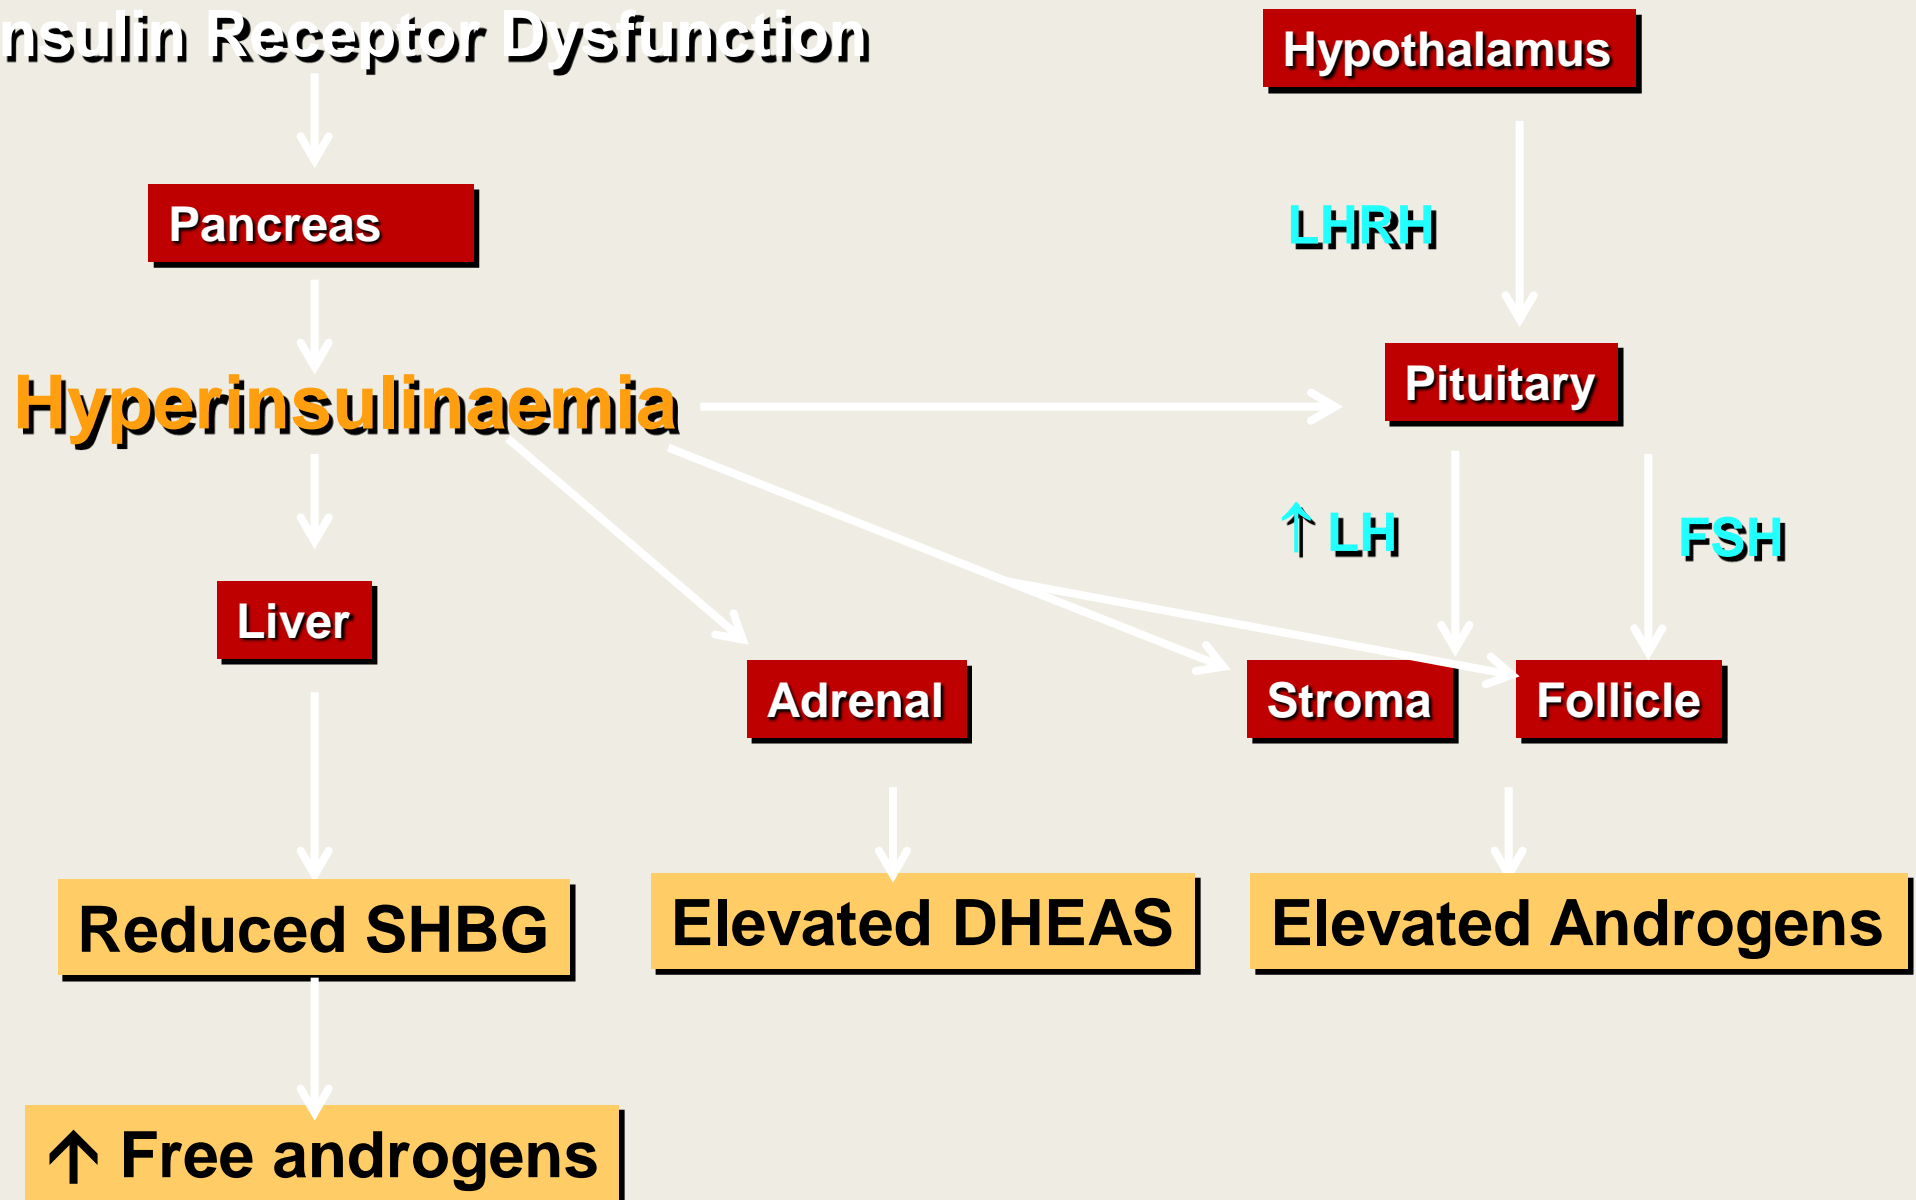 nsulin Receptor Dysfunction
Hypothalamus
Pancreas
LHRH
Hyperinsulinaemia
Pituitary
↑ LH
FSH
Liver
Adrenal
Stroma
Follicle
Reduced SHBG
Elevated DHEAS
Elevated Androgens
↑ Free androgens